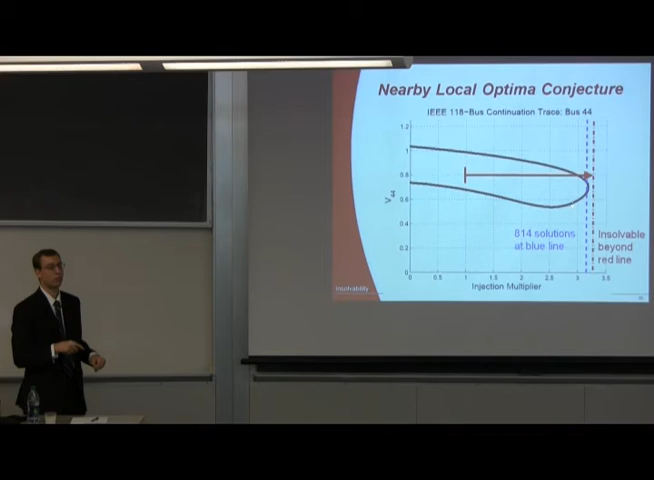 Nearby Local Optima Conjecture
IEEE 118-Bus Continuation Trace: Bus 44
1.2
1
0.8
0.6
0.4
0.2
0
V44
814 solutions
at blue line
Insolvable
beyond
red line
0 0.5 1 1.5 2 2.5 3 3.5
Injection Multiplier
Insolvability